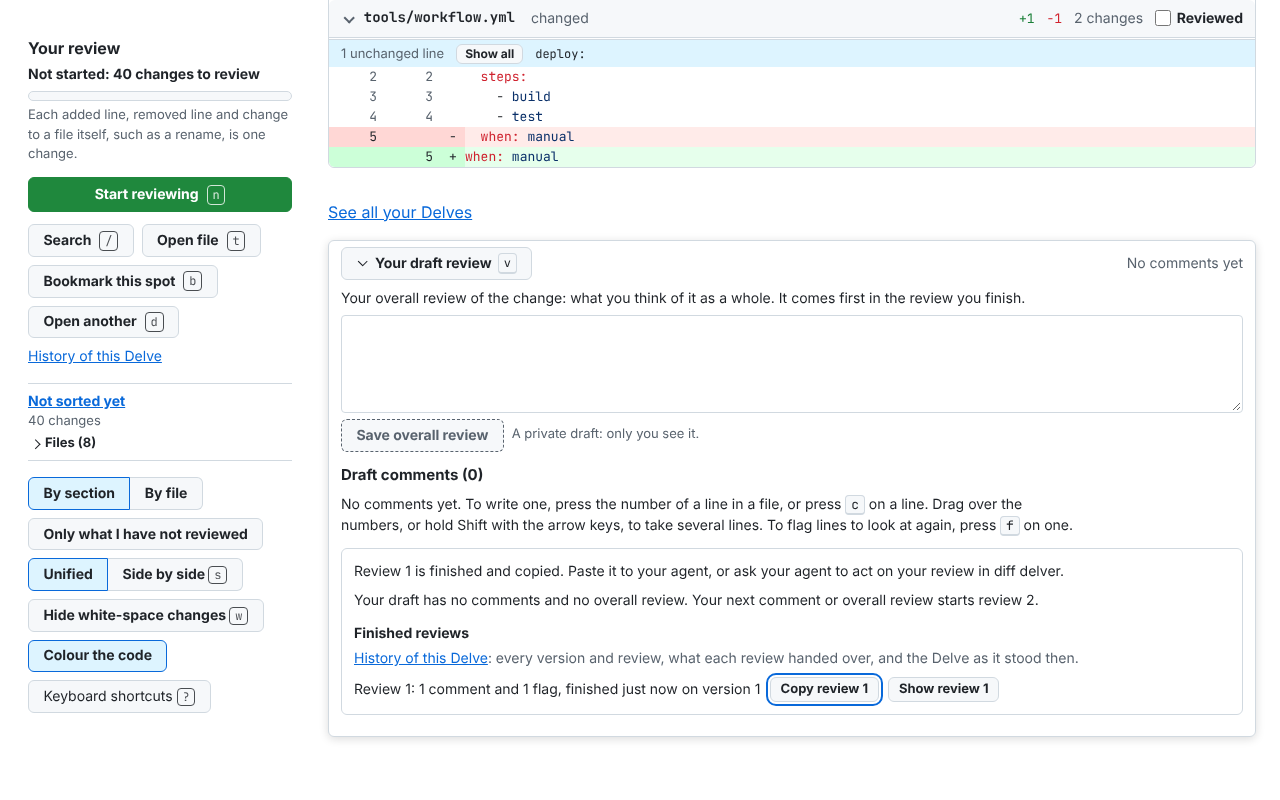 Your review
Not started: 40 changes to review
Each added line, removed line and change
to a file itself, such as a rename, is one
change.
Start reviewing n
Search / Open file t
Bookmark this spot b
Open another d
History of this Delve
Not sorted yet
40 changes
Files (8)
By section By file
Only what I have not reviewed
Unified Side by side s
Hide white-space changes w
Colour the code
Keyboard shortcuts ?
tools/workflow.yml changed +1 -1 2 changes Reviewed
1 unchanged line Show all deploy:
2 2 steps:
3 3 - build
4 4 - test
5 - when: manual
5 + when: manual
See all your Delves
Your draft review v No comments yet
Your overall review of the change: what you think of it as a whole. It comes first in the review you finish.
Save overall review A private draft: only you see it.
Draft comments (0)
No comments yet. To write one, press the number of a line in a file, or press c on a line. Drag over the
numbers, or hold Shift with the arrow keys, to take several lines. To flag lines to look at again, press f on one.
Review 1 is finished and copied. Paste it to your agent, or ask your agent to act on your review in diff delver.
Your draft has no comments and no overall review. Your next comment or overall review starts review 2.
Finished reviews
History of this Delve: every version and review, what each review handed over, and the Delve as it stood then.
Review 1: 1 comment and 1 flag, finished just now on version 1 Copy review 1 Show review 1